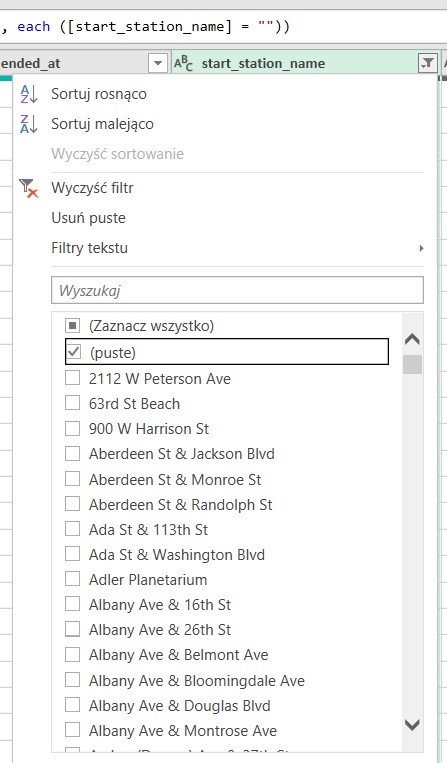 , each ([start_station_name] = ""))
ended_at ABC start_station_name
Sortuj rosnąco
Sortuj malejąco
Wyczyść sortowanie
Wyczyść filtr
Usuń puste
Filtry tekstu
Wyszukaj
(Zaznacz wszystko)
(puste)
2112 W Peterson Ave
63rd St Beach
900 W Harrison St
Aberdeen St & Jackson Blvd
Aberdeen St & Monroe St
Aberdeen St & Randolph St
Ada St & 113th St
Ada St & Washington Blvd
Adler Planetarium
Albany Ave & 16th St
Albany Ave & 26th St
Albany Ave & Belmont Ave
Albany Ave & Bloomingdale Ave
Albany Ave & Douglas Blvd
Albany Ave & Montrose Ave